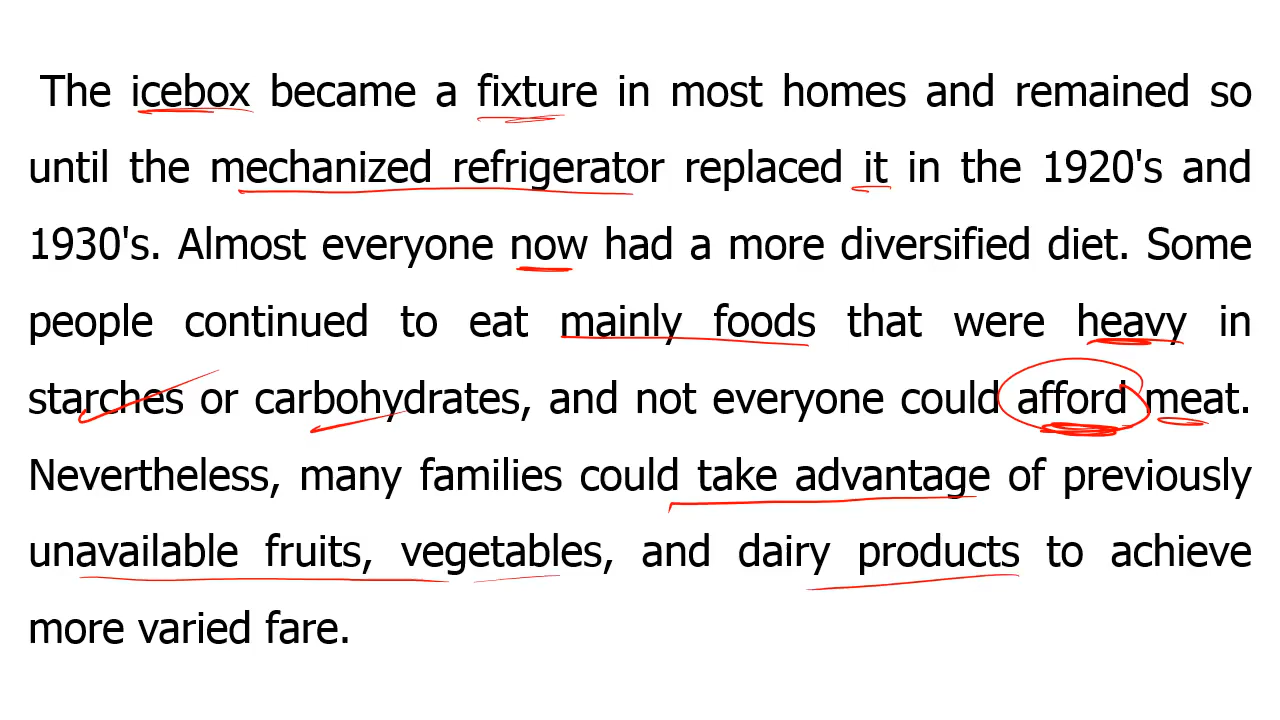 The icebox became a fixture in most homes and remained so
until the mechanized refrigerator replaced it in the 1920's and
1930's. Almost everyone now had a more diversified diet. Some
people continued to eat mainly foods that were heavy in
starches or carbohydrates, and not everyone could afford meat.
Nevertheless, many families could take advantage of previously
unavailable fruits, vegetables, and dairy products to achieve
more varied fare.